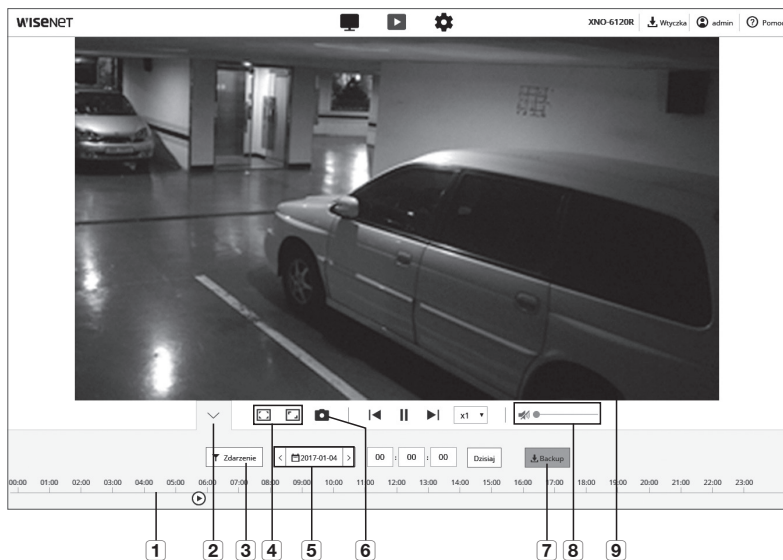 WISENET
XNO-6120R Wtyczka admin Pomoc
x1
Zdarzenie 2017-01-04 00 : 00 : 00 Dzisiaj Backup
00:00 01:00 02:00 03:00 04:00 05:00 06:00 07:00 08:00 09:00 10:00 11:00 12:00 13:00 14:00 15:00 16:00 17:00 18:00 19:00 20:00 21:00 22:00 23:00
1 2 3 4 5 6 7 8 9